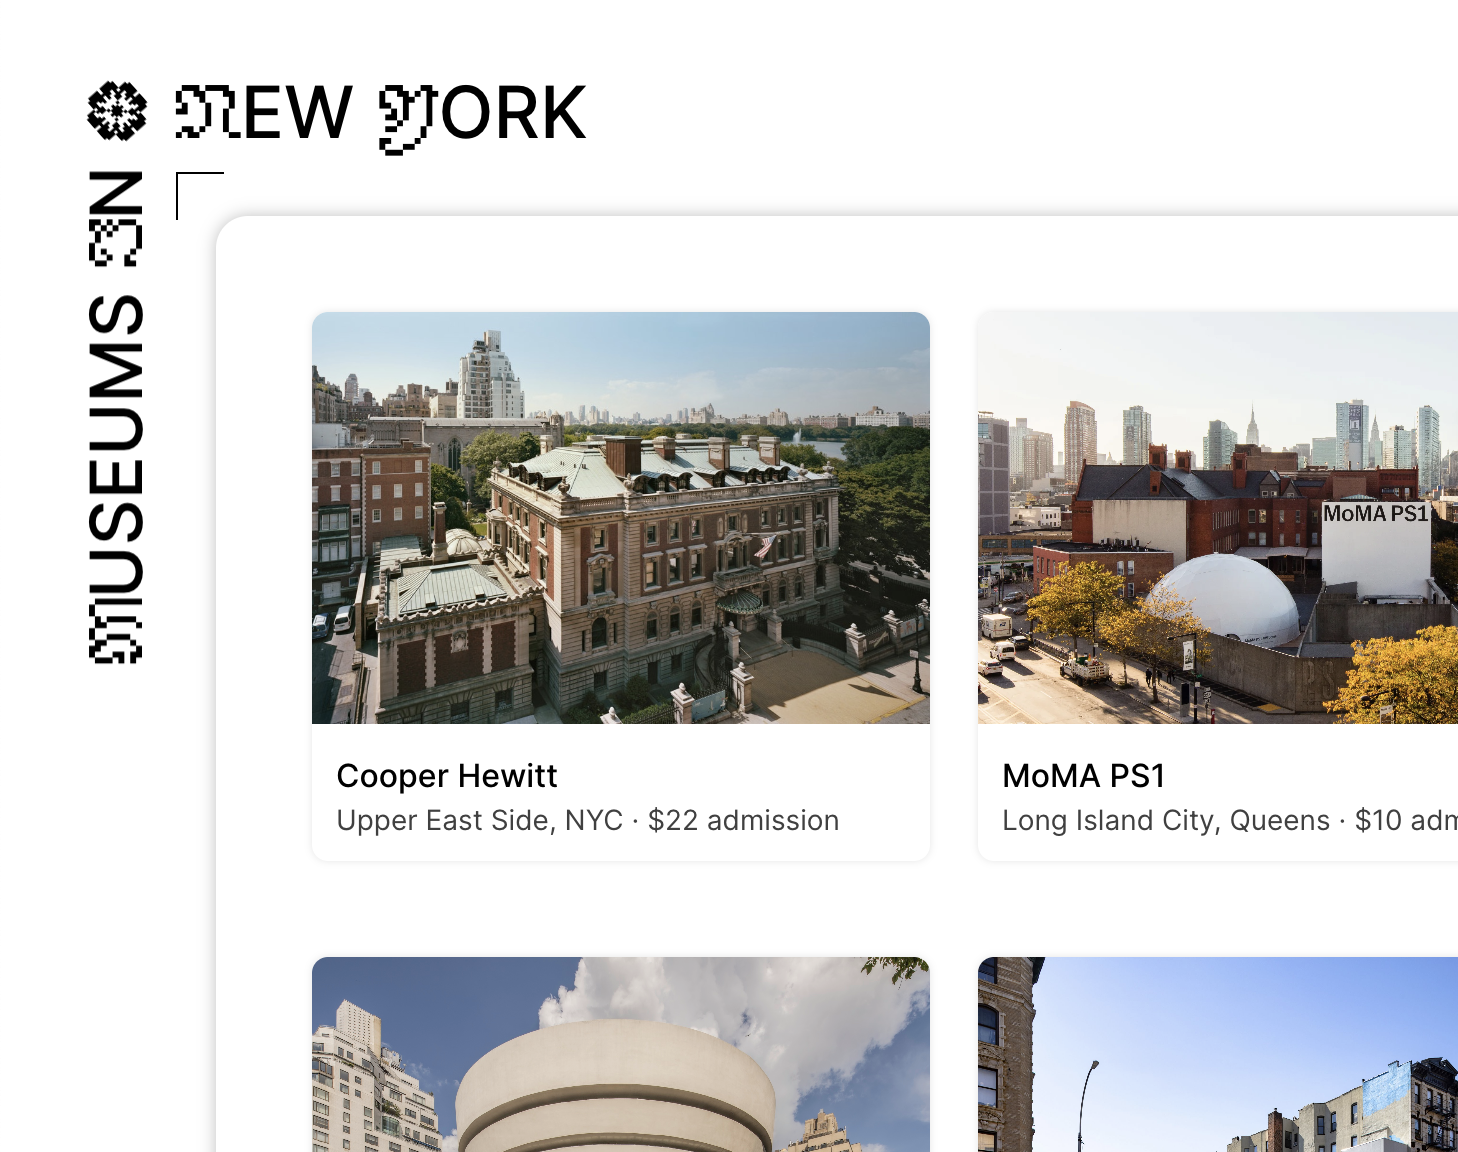 MUSEUMS IN
NEW YORK
MoMA PS1
Cooper Hewitt
Upper East Side, NYC · $22 admission
MoMA PS1
Long Island City, Queens · $10 adm